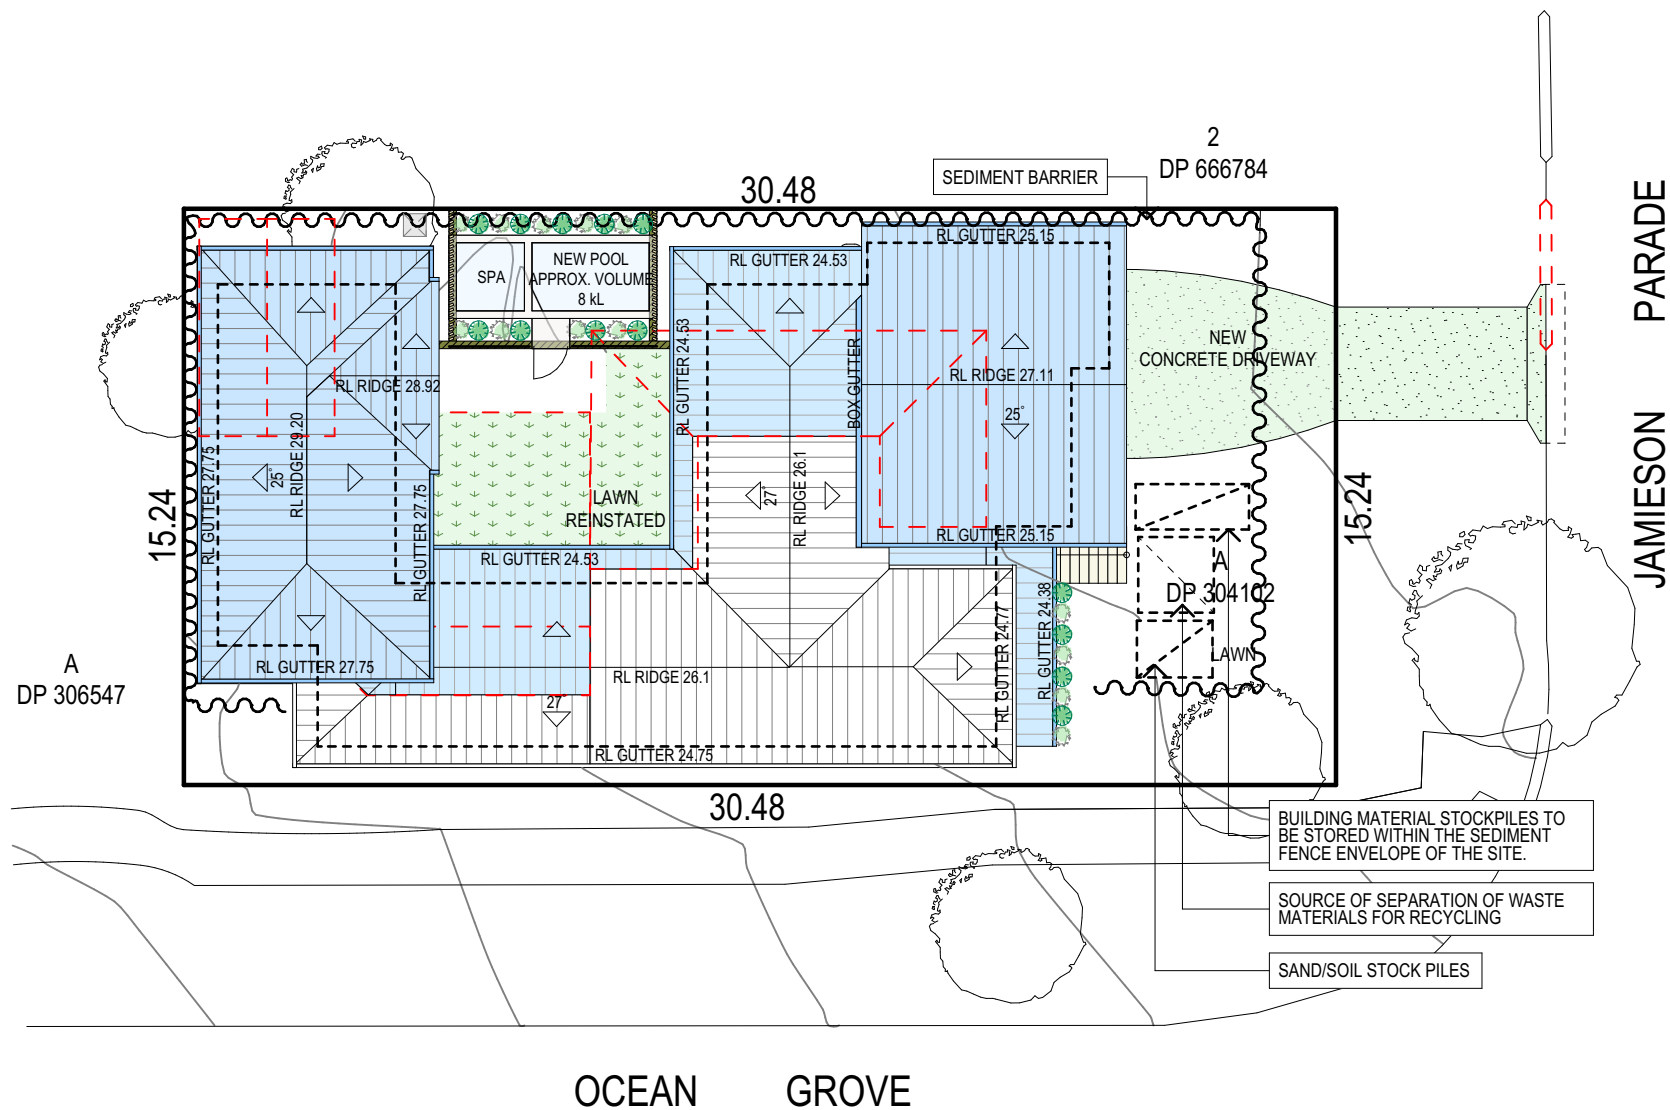 2
DP 666784
SEDIMENT BARRIER
30.48
PARADE
JAMIESON
RL GUTTER 25.15
RL GUTTER 24.53
NEW POOL
APPROX. VOLUME
8 kL
SPA
NEW
CONCRETE DRIVEWAY
RL GUTTER 24.53
BOX GUTTER
RL RIDGE 27.11
25°
RL RIDGE 28.92
RL RIDGE 29.20
25°
RL GUTTER 27.75
RL GUTTER 27.75
15.24
LAWN
REINSTATED
27°
RL RIDGE 26.1
15.24
RL GUTTER 25.15
RL GUTTER 24.53
A
DP 304102
RL GUTTER 24.77
RL GUTTER 24.38
LAWN
A
DP 306547
RL GUTTER 27.75
RL RIDGE 26.1
27°
RL GUTTER 24.75
30.48
BUILDING MATERIAL STOCKPILES TO
BE STORED WITHIN THE SEDIMENT
FENCE ENVELOPE OF THE SITE.
SOURCE OF SEPARATION OF WASTE
MATERIALS FOR RECYCLING
SAND/SOIL STOCK PILES
OCEAN GROVE